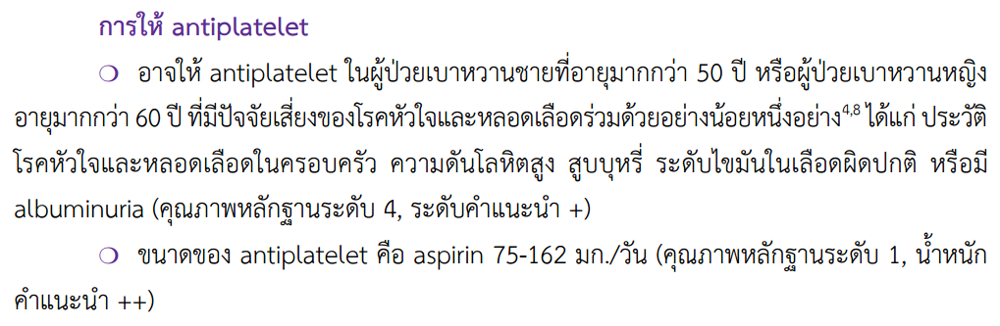 การให้ antiplatelet
❍ อาจให้ antiplatelet ในผู้ป่วยเบาหวานชายที่อายุมากกว่า 50 ปี หรือผู้ป่วยเบาหวานหญิง
อายุมากกว่า 60 ปี ที่มีปัจจัยเสี่ยงของโรคหัวใจและหลอดเลือดร่วมด้วยอย่างน้อยหนึ่งอย่าง4,8 ได้แก่ ประวัติ
โรคหัวใจและหลอดเลือดในครอบครัว ความดันโลหิตสูง สูบบุหรี่ ระดับไขมันในเลือดผิดปกติ หรือมี
albuminuria (คุณภาพหลักฐานระดับ 4, ระดับคำแนะนำ +)
❍ ขนาดของ antiplatelet คือ aspirin 75-162 มก./วัน (คุณภาพหลักฐานระดับ 1, น้ำหนัก
คำแนะนำ ++)